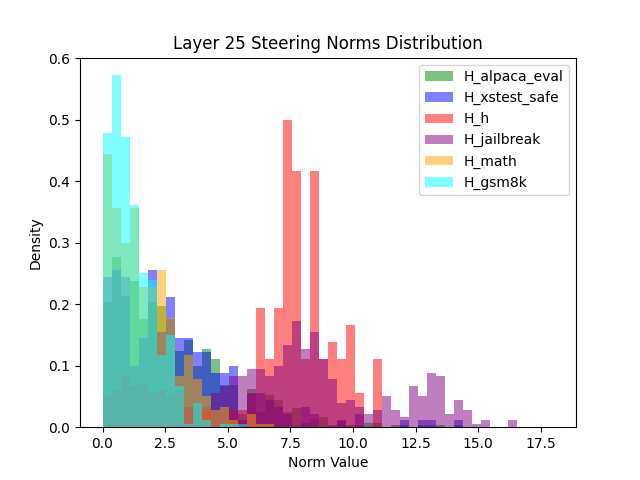 Layer 25 Steering Norms Distribution
H_alpaca_eval
H_xstest_safe
H_h
H_jailbreak
H_math
H_gsm8k
Density
0.6
0.5
0.4
0.3
0.2
0.1
0.0
0.0 2.5 5.0 7.5 10.0 12.5 15.0 17.5
Norm Value